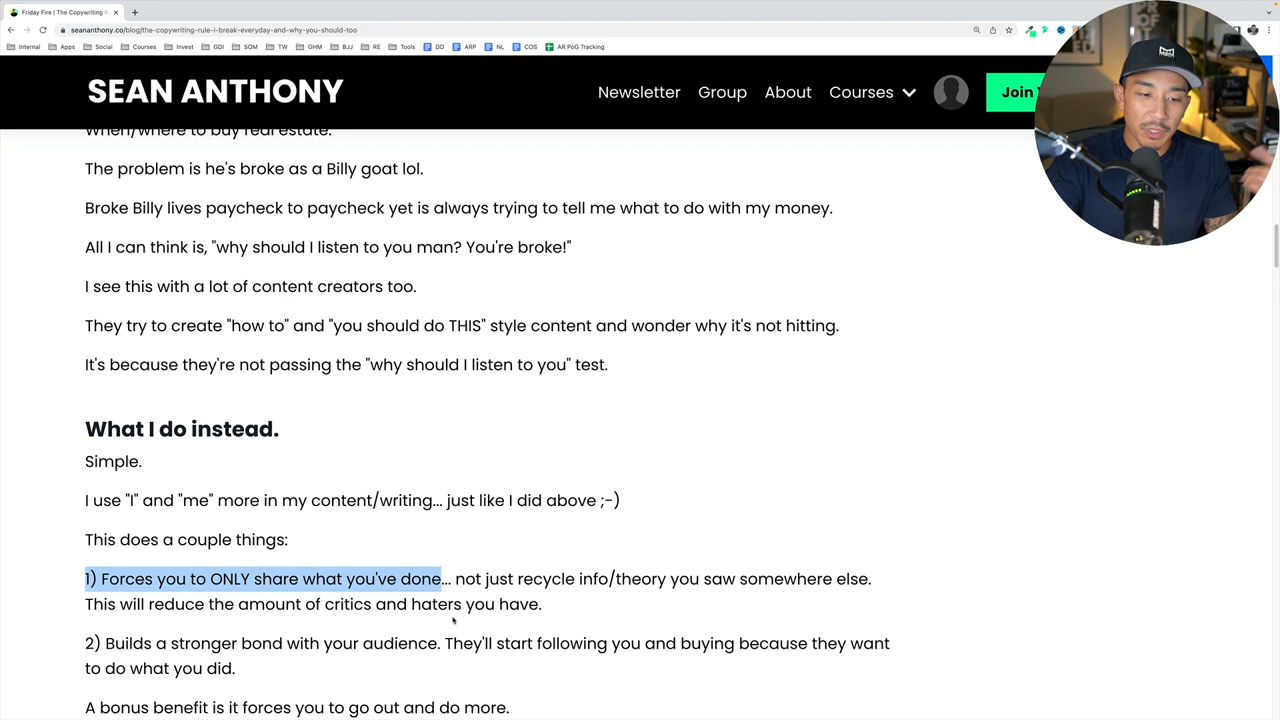 Friday Fire | The Copywriting R
seananthony.co/blog/the-copywriting-rule-i-break-everyday-and-why-you-should-too
Internal Apps Social Courses Invest GDI SOM TW GHM BJJ RE Tools DD ARP NL COS AR PoG Tracking
SEAN ANTHONY
Newsletter Group About Courses Join
When/where to buy real estate.
The problem is he's broke as a Billy goat lol.
Broke Billy lives paycheck to paycheck yet is always trying to tell me what to do with my money.
All I can think is, "why should I listen to you man? You're broke!"
I see this with a lot of content creators too.
They try to create "how to" and "you should do THIS" style content and wonder why it's not hitting.
It's because they're not passing the "why should I listen to you" test.
What I do instead.
Simple.
I use "I" and "me" more in my content/writing... just like I did above ;-)
This does a couple things:
1) Forces you to ONLY share what you've done... not just recycle info/theory you saw somewhere else.
This will reduce the amount of critics and haters you have.
2) Builds a stronger bond with your audience. They'll start following you and buying because they want
to do what you did.
A bonus benefit is it forces you to go out and do more.